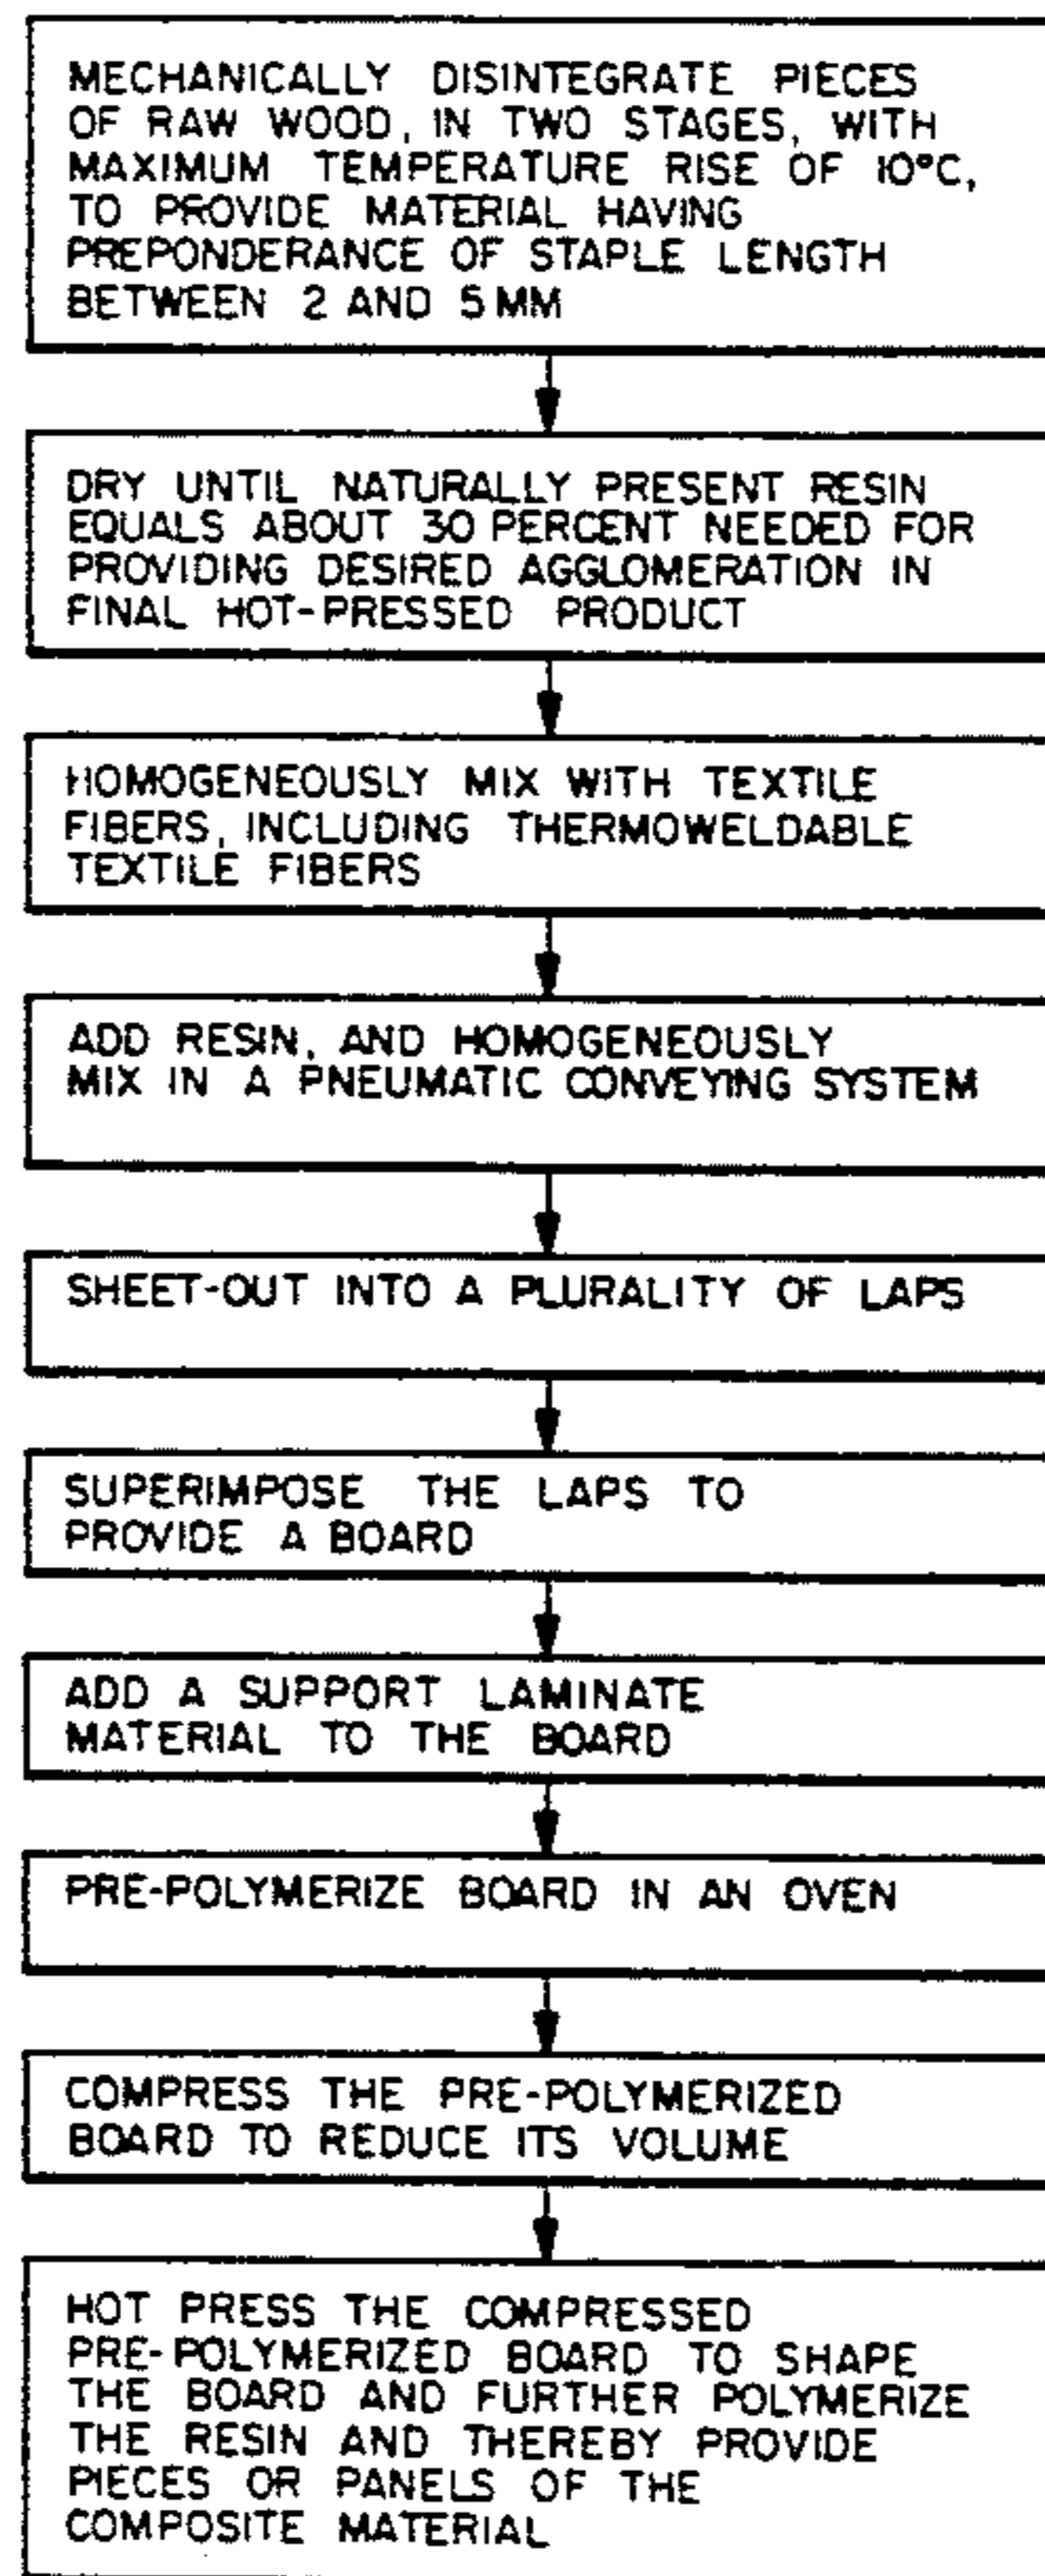 MECHANICALLY DISINTEGRATE PIECES
OF RAW WOOD, IN TWO STAGES, WITH
MAXIMUM TEMPERATURE RISE OF 10°C,
TO PROVIDE MATERIAL HAVING
PREPONDERANCE OF STAPLE LENGTH
BETWEEN 2 AND 5 MM
DRY UNTIL NATURALLY PRESENT RESIN
EQUALS ABOUT 30 PERCENT NEEDED FOR
PROVIDING DESIRED AGGLOMERATION IN
FINAL HOT-PRESSED PRODUCT
HOMOGENEOUSLY MIX WITH TEXTILE
FIBERS, INCLUDING THERMOWELDABLE
TEXTILE FIBERS
ADD RESIN, AND HOMOGENEOUSLY
MIX IN A PNEUMATIC CONVEYING SYSTEM
SHEET-OUT INTO A PLURALITY OF LAPS
SUPERIMPOSE THE LAPS TO
PROVIDE A BOARD
ADD A SUPPORT LAMINATE
MATERIAL TO THE BOARD
PRE-POLYMERIZE BOARD IN AN OVEN
COMPRESS THE PRE-POLYMERIZED
BOARD TO REDUCE ITS VOLUME
HOT PRESS THE COMPRESSED
PRE-POLYMERIZED BOARD TO SHAPE
THE BOARD AND FURTHER POLYMERIZE
THE RESIN AND THEREBY PROVIDE
PIECES OR PANELS OF THE
COMPOSITE MATERIAL